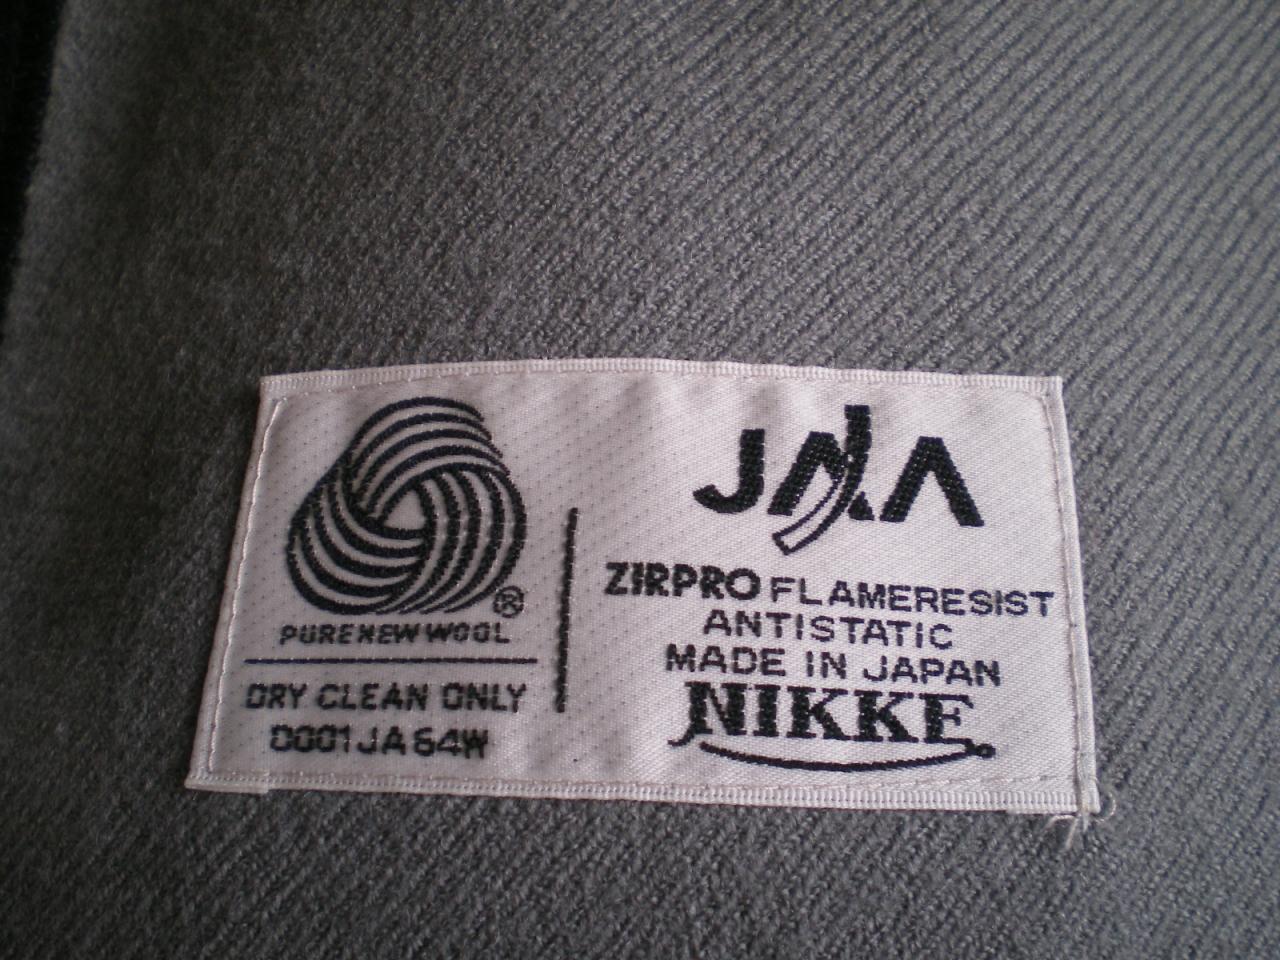 ®
PURE NEW WOOL
DRY CLEAN ONLY
0001JA64W
JAA
ZIRPRO FLAMERESIST
ANTISTATIC
MADE IN JAPAN
NIKKE